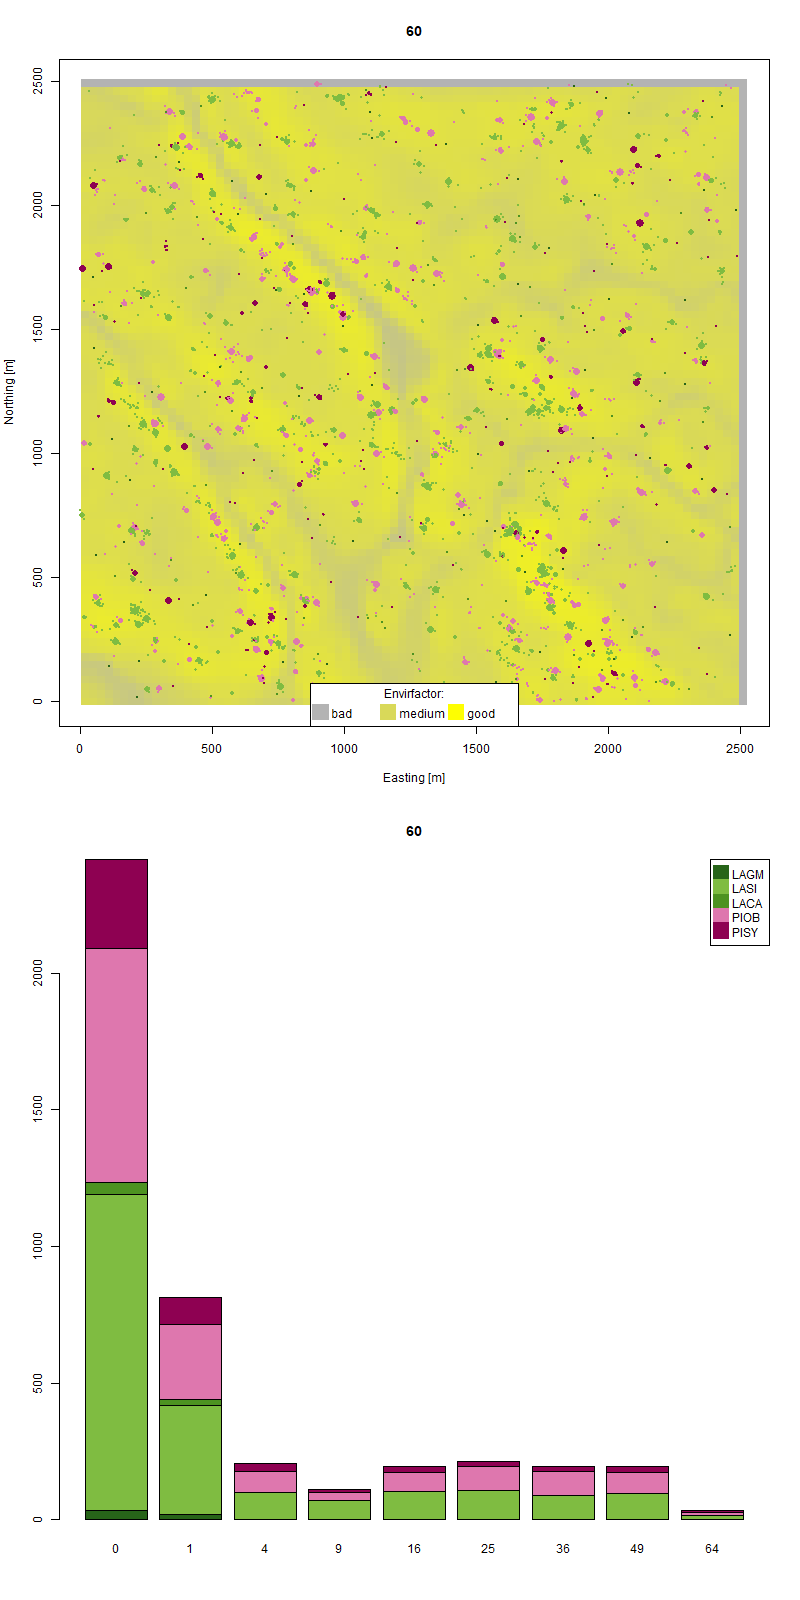 60
2500
2000
1500
1000
500
0
Northing [m]
Envirfactor:
bad medium good
0 500 1000 1500 2000 2500
Easting [m]
60
LAGM
LASI
LACA
PIOB
PISY
2000
1500
1000
500
0
0 1 4 9 16 25 36 49 64